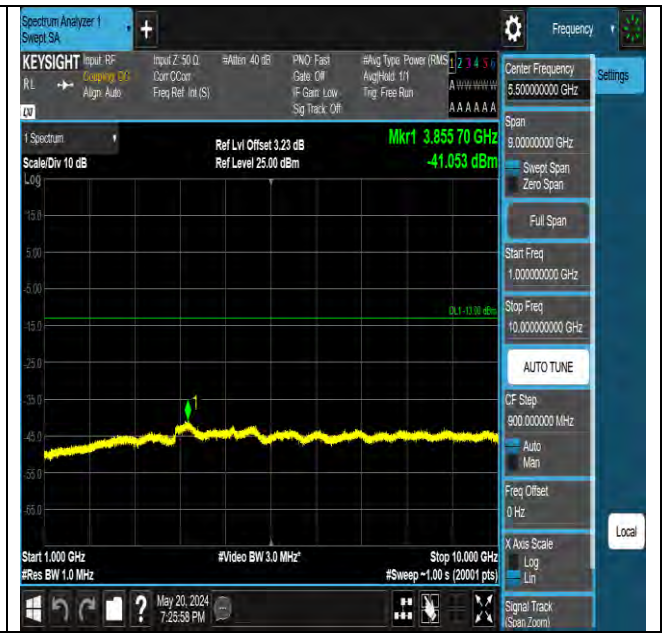 Spectrum Analyzer 1
Swept SA
Frequency
KEYSIGHT
Input: RF
Coupling: DC
Align: Auto
RL
Input Z: 50 Ω
Corr CCorr
Freq Ref: Int (S)
#Atten: 40 dB
PNO: Fast
Gate: Off
IF Gain: Low
Sig Track: Off
#Avg Type: Power (RMS
Avg|Hold: 1/1
Trig: Free Run
1 2 3 4 5 6
A W W W W W
A A A A A A
1 Spectrum
Scale/Div 10 dB
Ref Lvl Offset 3.23 dB
Ref Level 25.00 dBm
Mkr1 3.855 70 GHz
-41.053 dBm
Log
15.0
5.00
-5.00
DL1 -13.00 dBm
-15.0
-25.0
-35.0
1
-45.0
-55.0
-65.0
Start 1.000 GHz
#Res BW 1.0 MHz
#Video BW 3.0 MHz*
Stop 10.000 GHz
#Sweep ~1.00 s (20001 pts)
?
May 20, 2024
7:25:58 PM
Center Frequency
5.500000000 GHz
Settings
Span
9.00000000 GHz
Swept Span
Zero Span
Full Span
Start Freq
1.000000000 GHz
Stop Freq
10.000000000 GHz
AUTO TUNE
CF Step
900.000000 MHz
Auto
Man
Freq Offset
0 Hz
X Axis Scale
Log
Lin
Local
Signal Track
(Span Zoom)